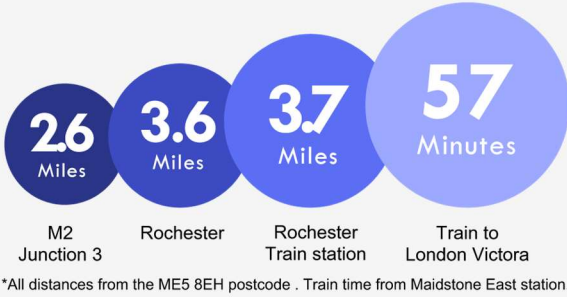 2.6
Miles
3.6
Miles
3.7
Miles
57
Minutes
M2
Junction 3
Rochester
Rochester
Train station
Train to
London Victora
*All distances from the ME5 8EH postcode . Train time from Maidstone East station